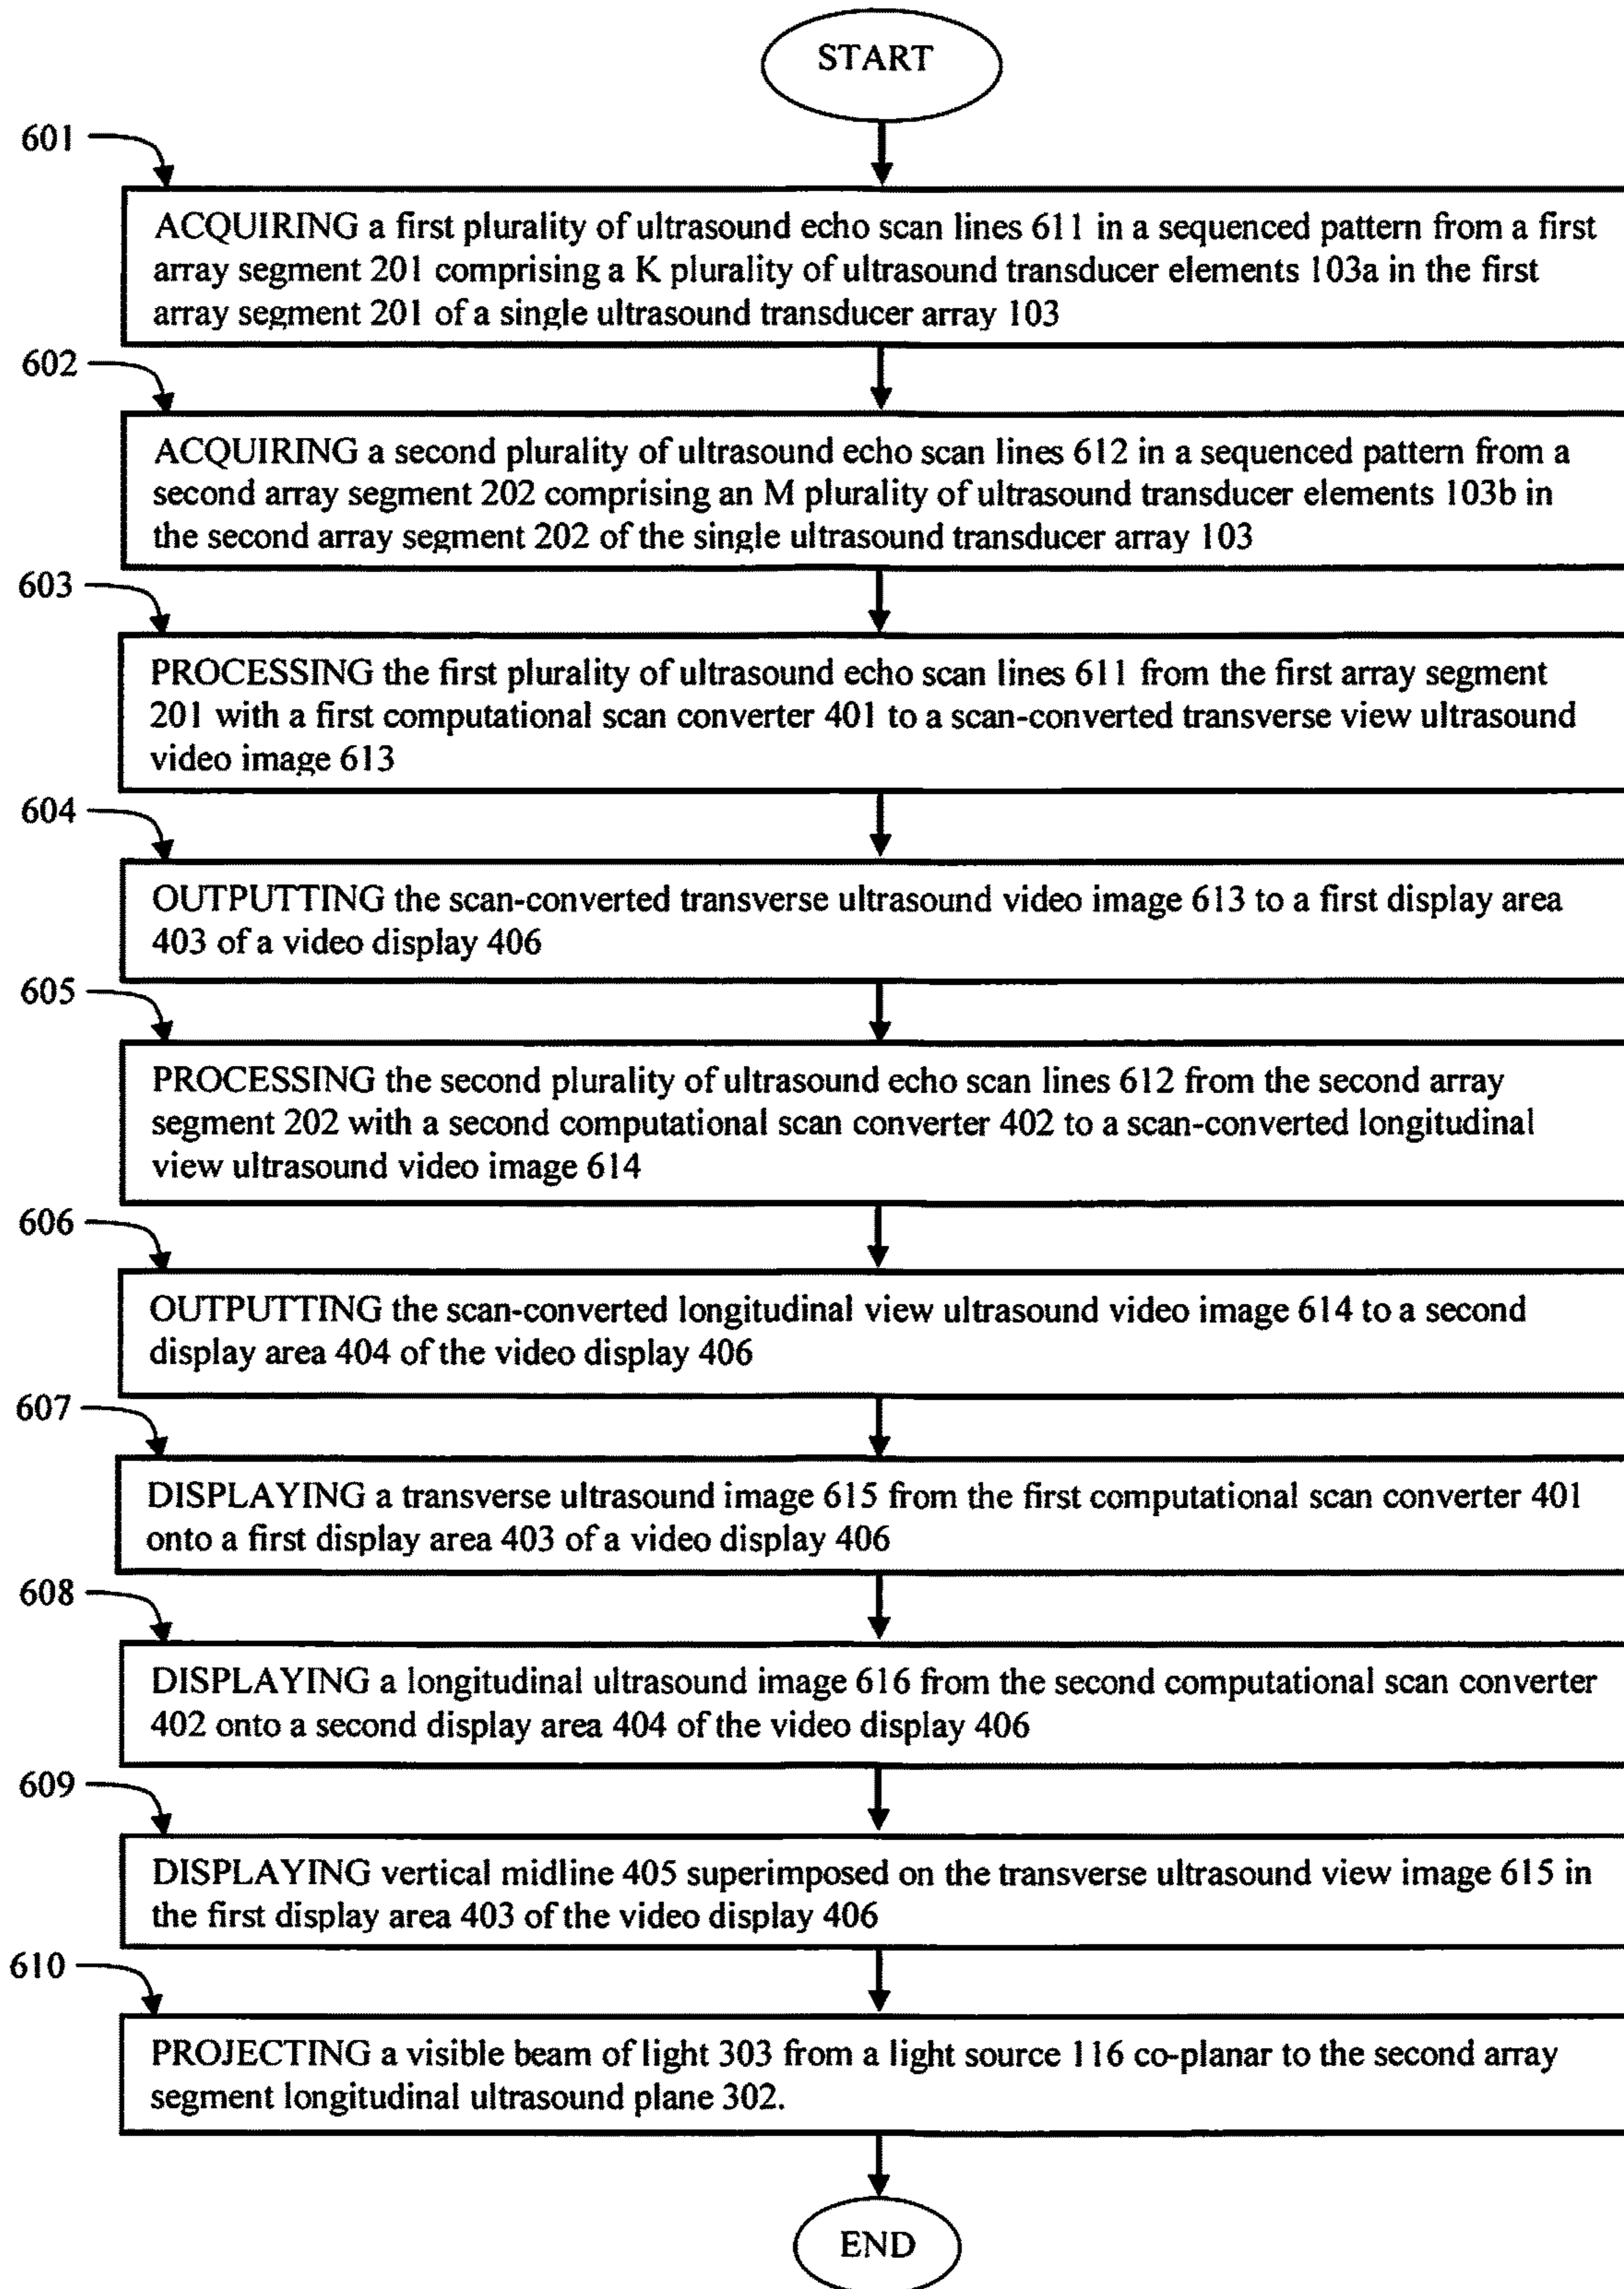 START
601
ACQUIRING a first plurality of ultrasound echo scan lines 611 in a sequenced pattern from a first
array segment 201 comprising a K plurality of ultrasound transducer elements 103a in the first
array segment 201 of a single ultrasound transducer array 103
602
ACQUIRING a second plurality of ultrasound echo scan lines 612 in a sequenced pattern from a
second array segment 202 comprising an M plurality of ultrasound transducer elements 103b in
the second array segment 202 of the single ultrasound transducer array 103
603
PROCESSING the first plurality of ultrasound echo scan lines 611 from the first array segment
201 with a first computational scan converter 401 to a scan-converted transverse view ultrasound
video image 613
604
OUTPUTTING the scan-converted transverse ultrasound video image 613 to a first display area
403 of a video display 406
605
PROCESSING the second plurality of ultrasound echo scan lines 612 from the second array
segment 202 with a second computational scan converter 402 to a scan-converted longitudinal
view ultrasound video image 614
606
OUTPUTTING the scan-converted longitudinal view ultrasound video image 614 to a second
display area 404 of the video display 406
607
DISPLAYING a transverse ultrasound image 615 from the first computational scan converter 401
onto a first display area 403 of a video display 406
608
DISPLAYING a longitudinal ultrasound image 616 from the second computational scan converter
402 onto a second display area 404 of the video display 406
609
DISPLAYING vertical midline 405 superimposed on the transverse ultrasound view image 615 in
the first display area 403 of the video display 406
610
PROJECTING a visible beam of light 303 from a light source 116 co-planar to the second array
segment longitudinal ultrasound plane 302.
END